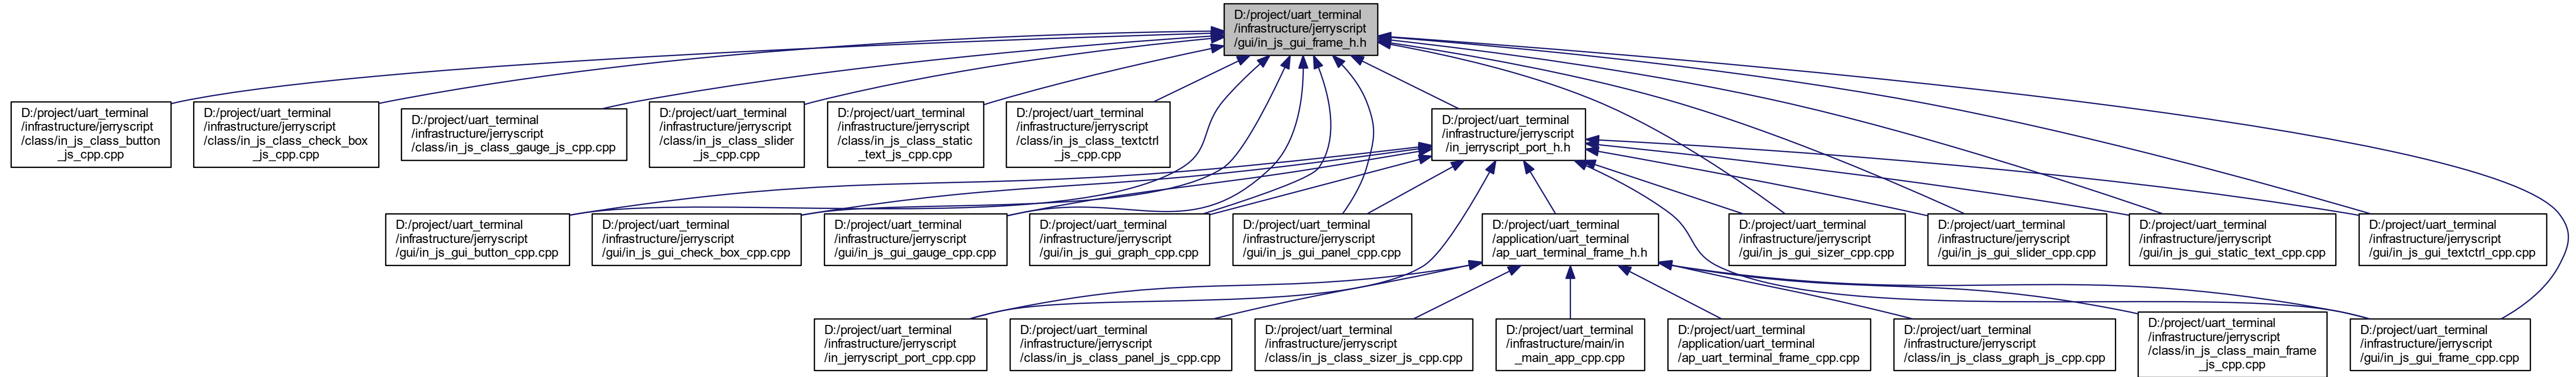 D:/project/uart_terminal
/infrastructure/jerryscript
/gui/in_js_gui_frame_h.h
D:/project/uart_terminal
/infrastructure/jerryscript
/class/in_js_class_button
_js_cpp.cpp
D:/project/uart_terminal
/infrastructure/jerryscript
/class/in_js_class_check_box
_js_cpp.cpp
D:/project/uart_terminal
/infrastructure/jerryscript
/class/in_js_class_gauge_js_cpp.cpp
D:/project/uart_terminal
/infrastructure/jerryscript
/class/in_js_class_slider
_js_cpp.cpp
D:/project/uart_terminal
/infrastructure/jerryscript
/class/in_js_class_static
_text_js_cpp.cpp
D:/project/uart_terminal
/infrastructure/jerryscript
/class/in_js_class_textctrl
_js_cpp.cpp
D:/project/uart_terminal
/infrastructure/jerryscript
/in_jerryscript_port_h.h
D:/project/uart_terminal
/infrastructure/jerryscript
/gui/in_js_gui_button_cpp.cpp
D:/project/uart_terminal
/infrastructure/jerryscript
/gui/in_js_gui_check_box_cpp.cpp
D:/project/uart_terminal
/infrastructure/jerryscript
/gui/in_js_gui_gauge_cpp.cpp
D:/project/uart_terminal
/infrastructure/jerryscript
/gui/in_js_gui_graph_cpp.cpp
D:/project/uart_terminal
/infrastructure/jerryscript
/gui/in_js_gui_panel_cpp.cpp
D:/project/uart_terminal
/application/uart_terminal
/ap_uart_terminal_frame_h.h
D:/project/uart_terminal
/infrastructure/jerryscript
/gui/in_js_gui_sizer_cpp.cpp
D:/project/uart_terminal
/infrastructure/jerryscript
/gui/in_js_gui_slider_cpp.cpp
D:/project/uart_terminal
/infrastructure/jerryscript
/gui/in_js_gui_static_text_cpp.cpp
D:/project/uart_terminal
/infrastructure/jerryscript
/gui/in_js_gui_textctrl_cpp.cpp
D:/project/uart_terminal
/infrastructure/jerryscript
/in_jerryscript_port_cpp.cpp
D:/project/uart_terminal
/infrastructure/jerryscript
/class/in_js_class_panel_js_cpp.cpp
D:/project/uart_terminal
/infrastructure/jerryscript
/class/in_js_class_sizer_js_cpp.cpp
D:/project/uart_terminal
/infrastructure/main/in
_main_app_cpp.cpp
D:/project/uart_terminal
/application/uart_terminal
/ap_uart_terminal_frame_cpp.cpp
D:/project/uart_terminal
/infrastructure/jerryscript
/class/in_js_class_graph_js_cpp.cpp
D:/project/uart_terminal
/infrastructure/jerryscript
/class/in_js_class_main_frame
_js_cpp.cpp
D:/project/uart_terminal
/infrastructure/jerryscript
/gui/in_js_gui_frame_cpp.cpp